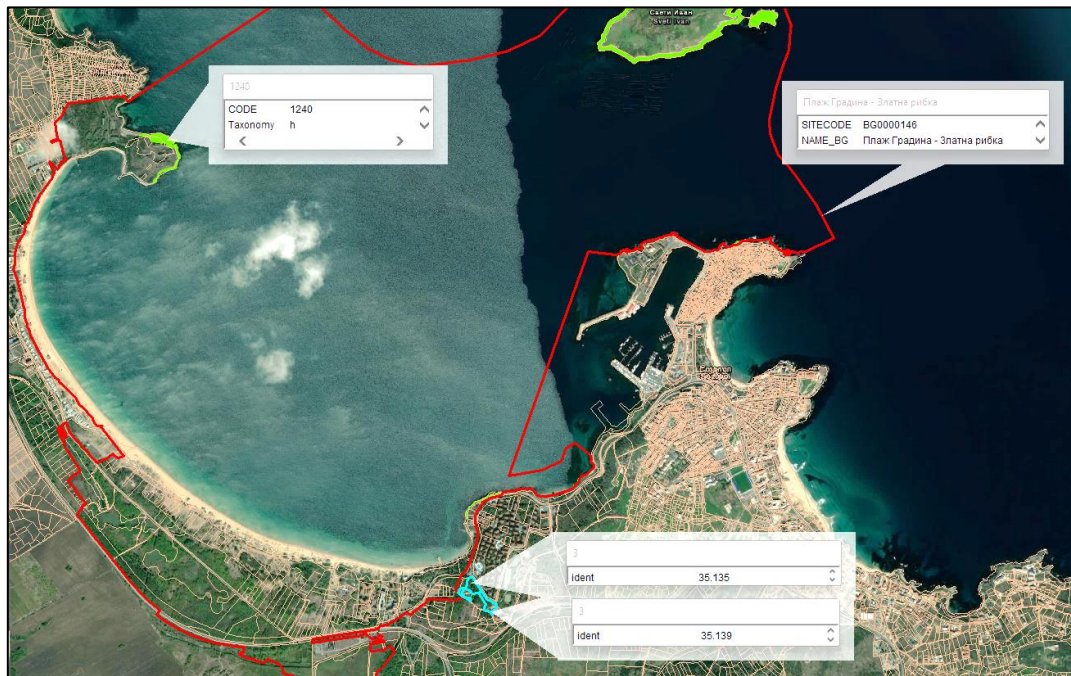 Свети Иван
Sveti Ivan
1240
CODE 1240
Taxonomy h
Плаж Градина - Златна рибка
SITECODE BG0000146
NAME_BG Плаж Градина - Златна рибка
3
ident 35.135
3
ident 35.139